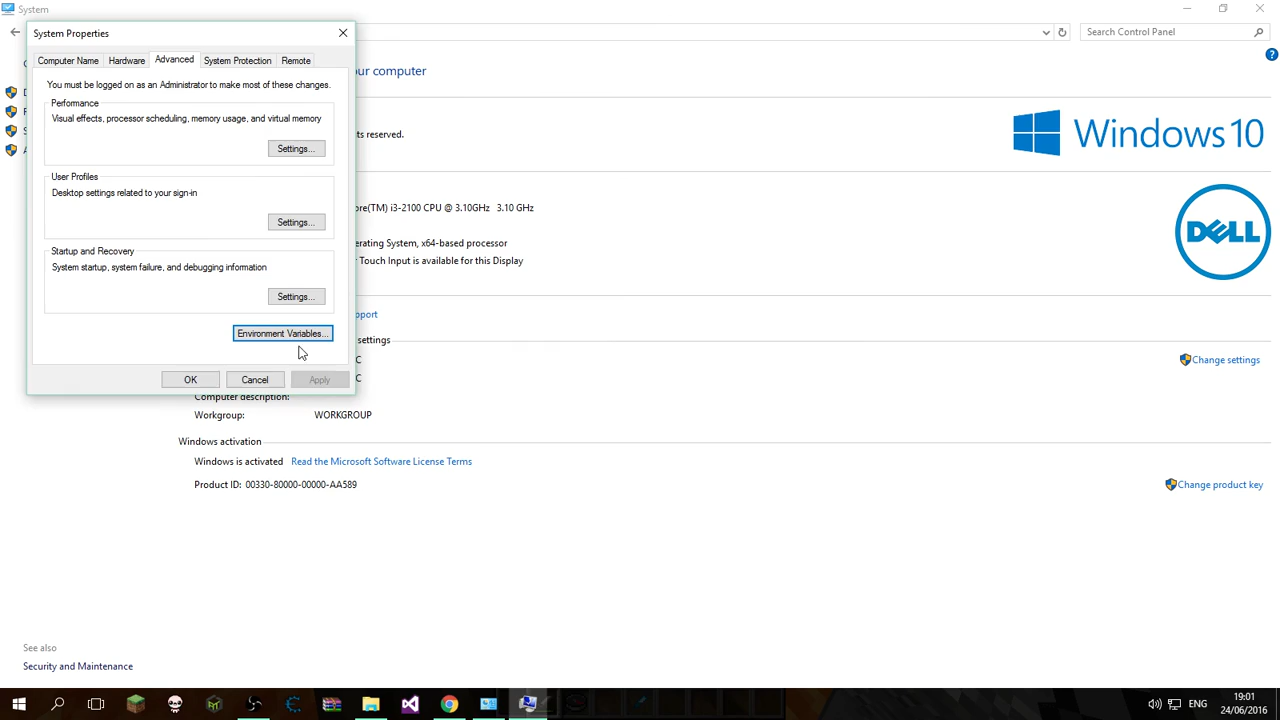 System
System Properties
Computer Name
Hardware
Advanced
System Protection
Remote
You must be logged on as an Administrator to make most of these changes.
Performance
Visual effects, processor scheduling, memory usage, and virtual memory
Settings...
User Profiles
Desktop settings related to your sign-in
Settings...
Startup and Recovery
System startup, system failure, and debugging information
Settings...
Environment Variables...
OK
Cancel
Apply
Search Control Panel
our computer
ts reserved.
Windows 10
ore(TM) i3-2100 CPU @ 3.10GHz 3.10 GHz
DELL
erating System, x64-based processor
Touch Input is available for this Display
pport
settings
C
Change settings
C
Computer description:
Workgroup: WORKGROUP
Windows activation
Windows is activated Read the Microsoft Software License Terms
Product ID: 00330-80000-00000-AA589
Change product key
See also
Security and Maintenance
ENG
19:01
24/06/2016